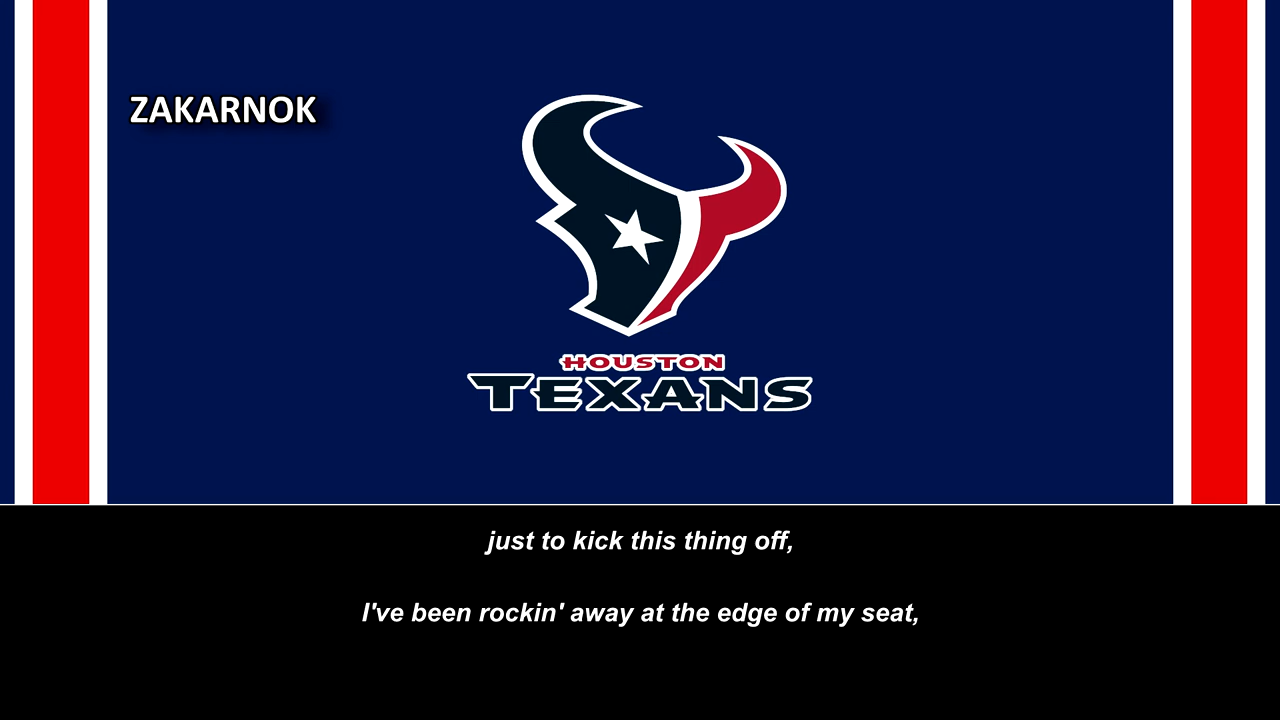 ZAKARNOK
HOUSTON
TEXANS
just to kick this thing off,
I've been rockin' away at the edge of my seat,